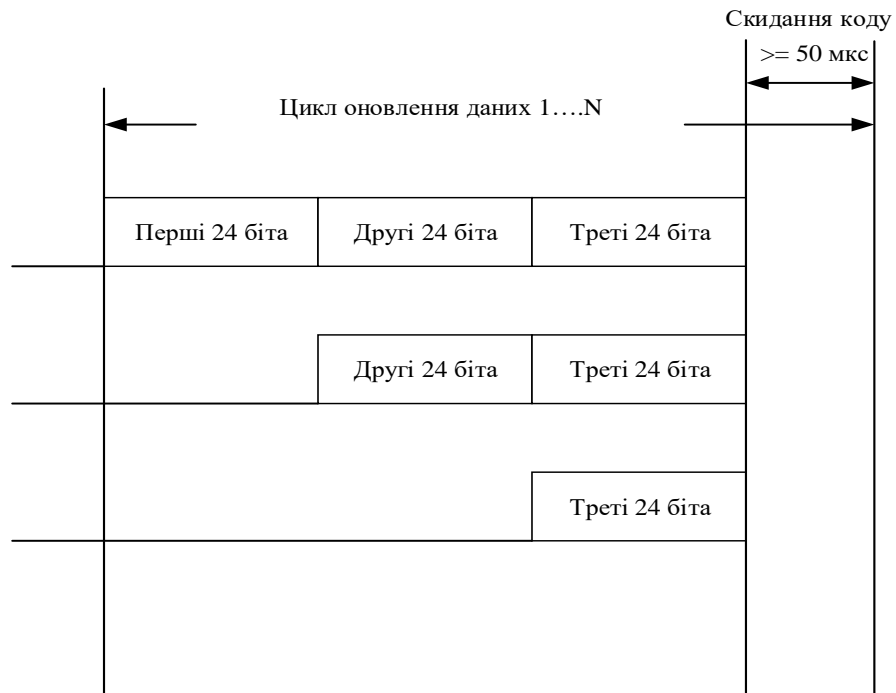 Скидання коду
>= 50 мкс
Цикл оновлення даних 1….N
Перші 24 біта
Другі 24 біта
Треті 24 біта
Другі 24 біта
Треті 24 біта
Треті 24 біта